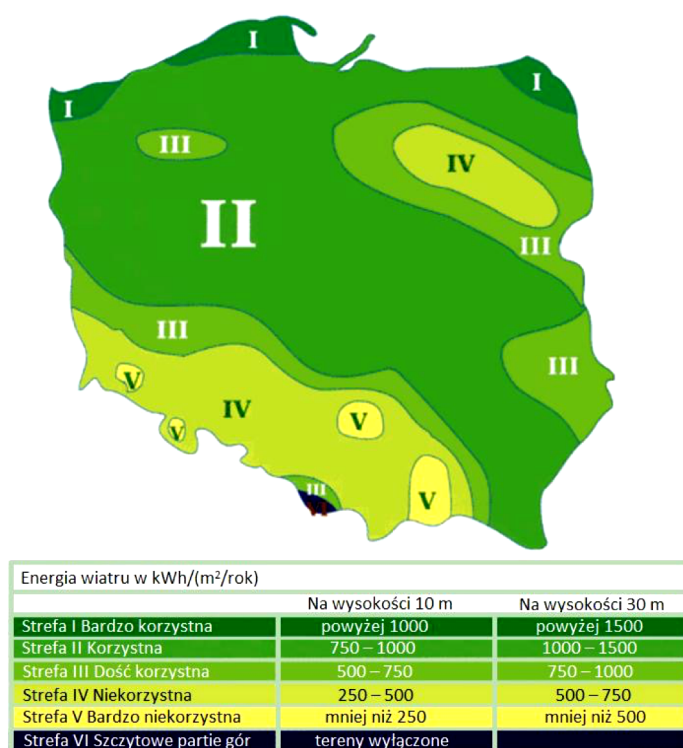 I
I
I
III
IV
II
III
III
III
V
IV
V
V
III
V
VI
Energia wiatru w kWh/(m²/rok)
Na wysokości 10 m Na wysokości 30 m
Strefa I Bardzo korzystna powyżej 1000 powyżej 1500
Strefa II Korzystna 750 – 1000 1000 – 1500
Strefa III Dość korzystna 500 – 750 750 – 1000
Strefa IV Niekorzystna 250 – 500 500 – 750
Strefa V Bardzo niekorzystna mniej niż 250 mniej niż 500
Strefa VI Szczytowe partie gór tereny wyłączone